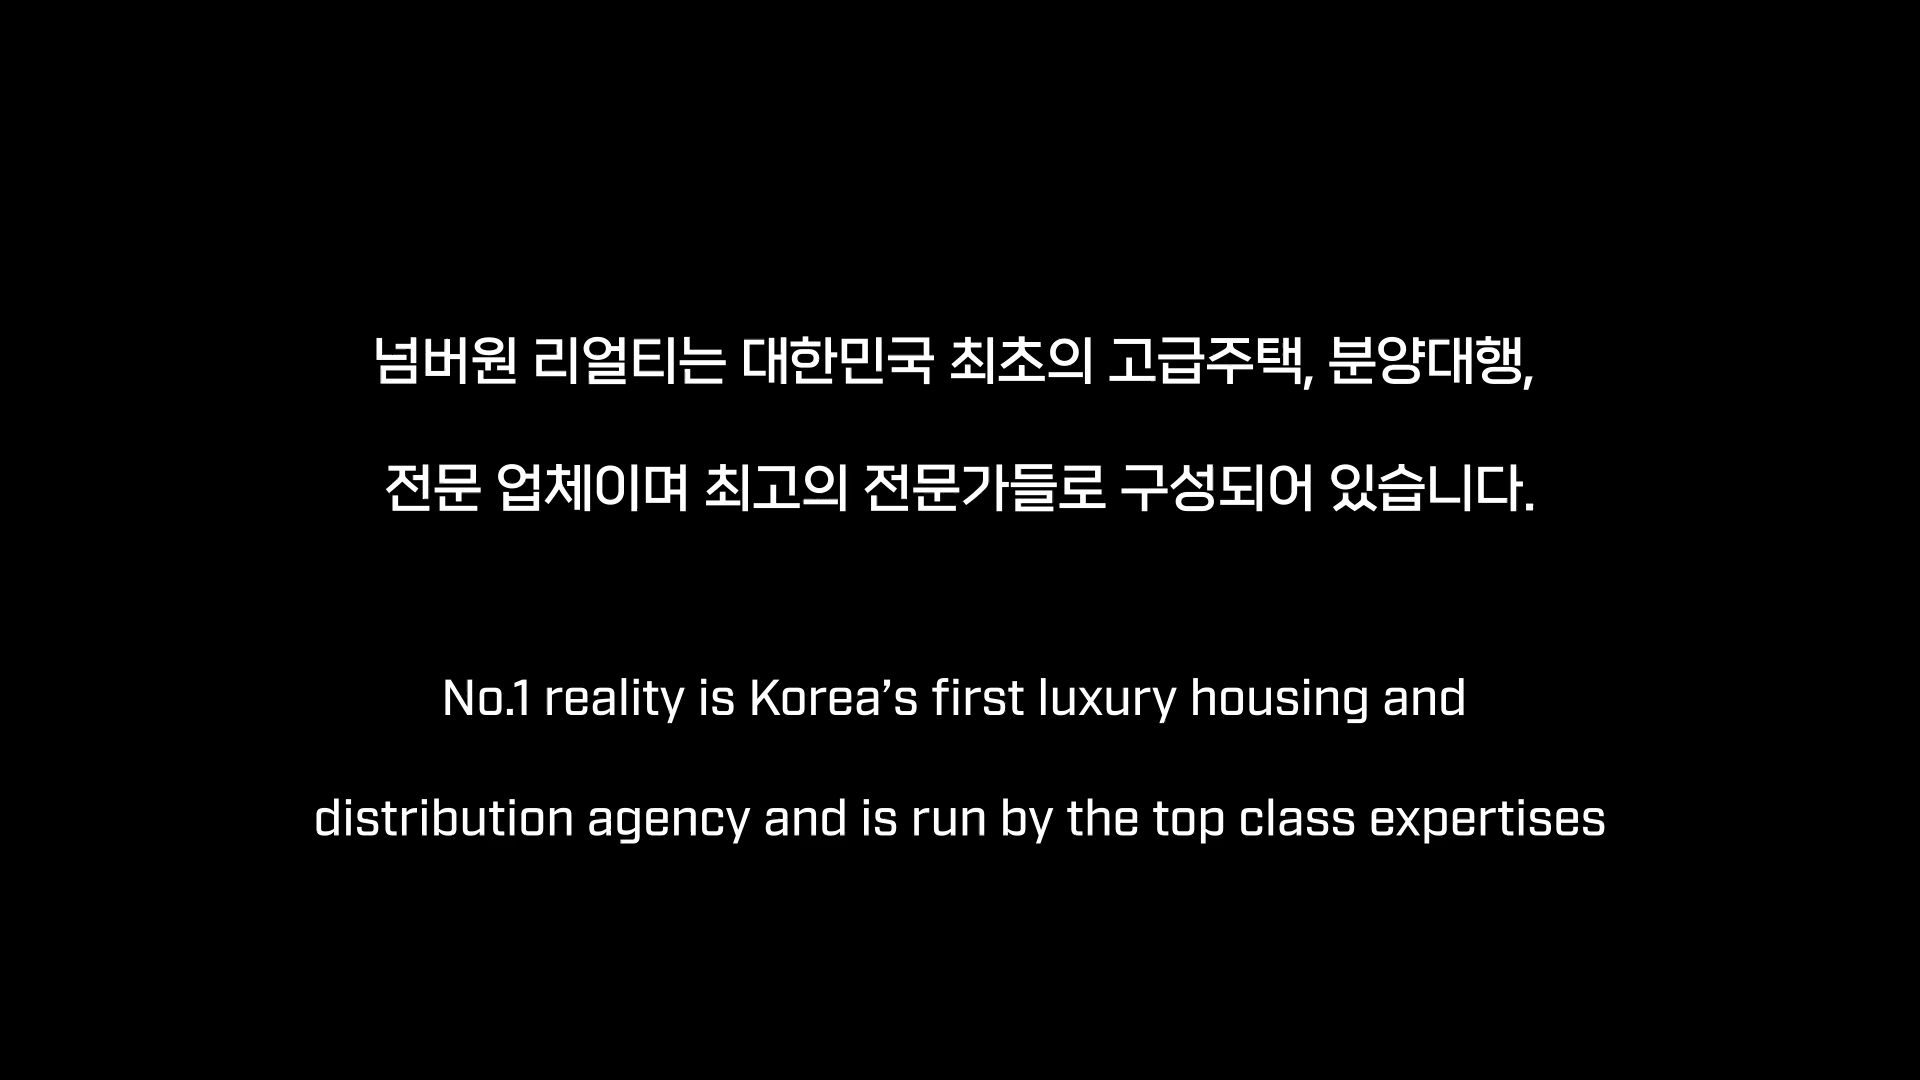 넘버원 리얼티는 대한민국 최초의 고급주택, 분양대행,
전문 업체이며 최고의 전문가들로 구성되어 있습니다.
No.1 reality is Korea’s first luxury housing and
distribution agency and is run by the top class expertises